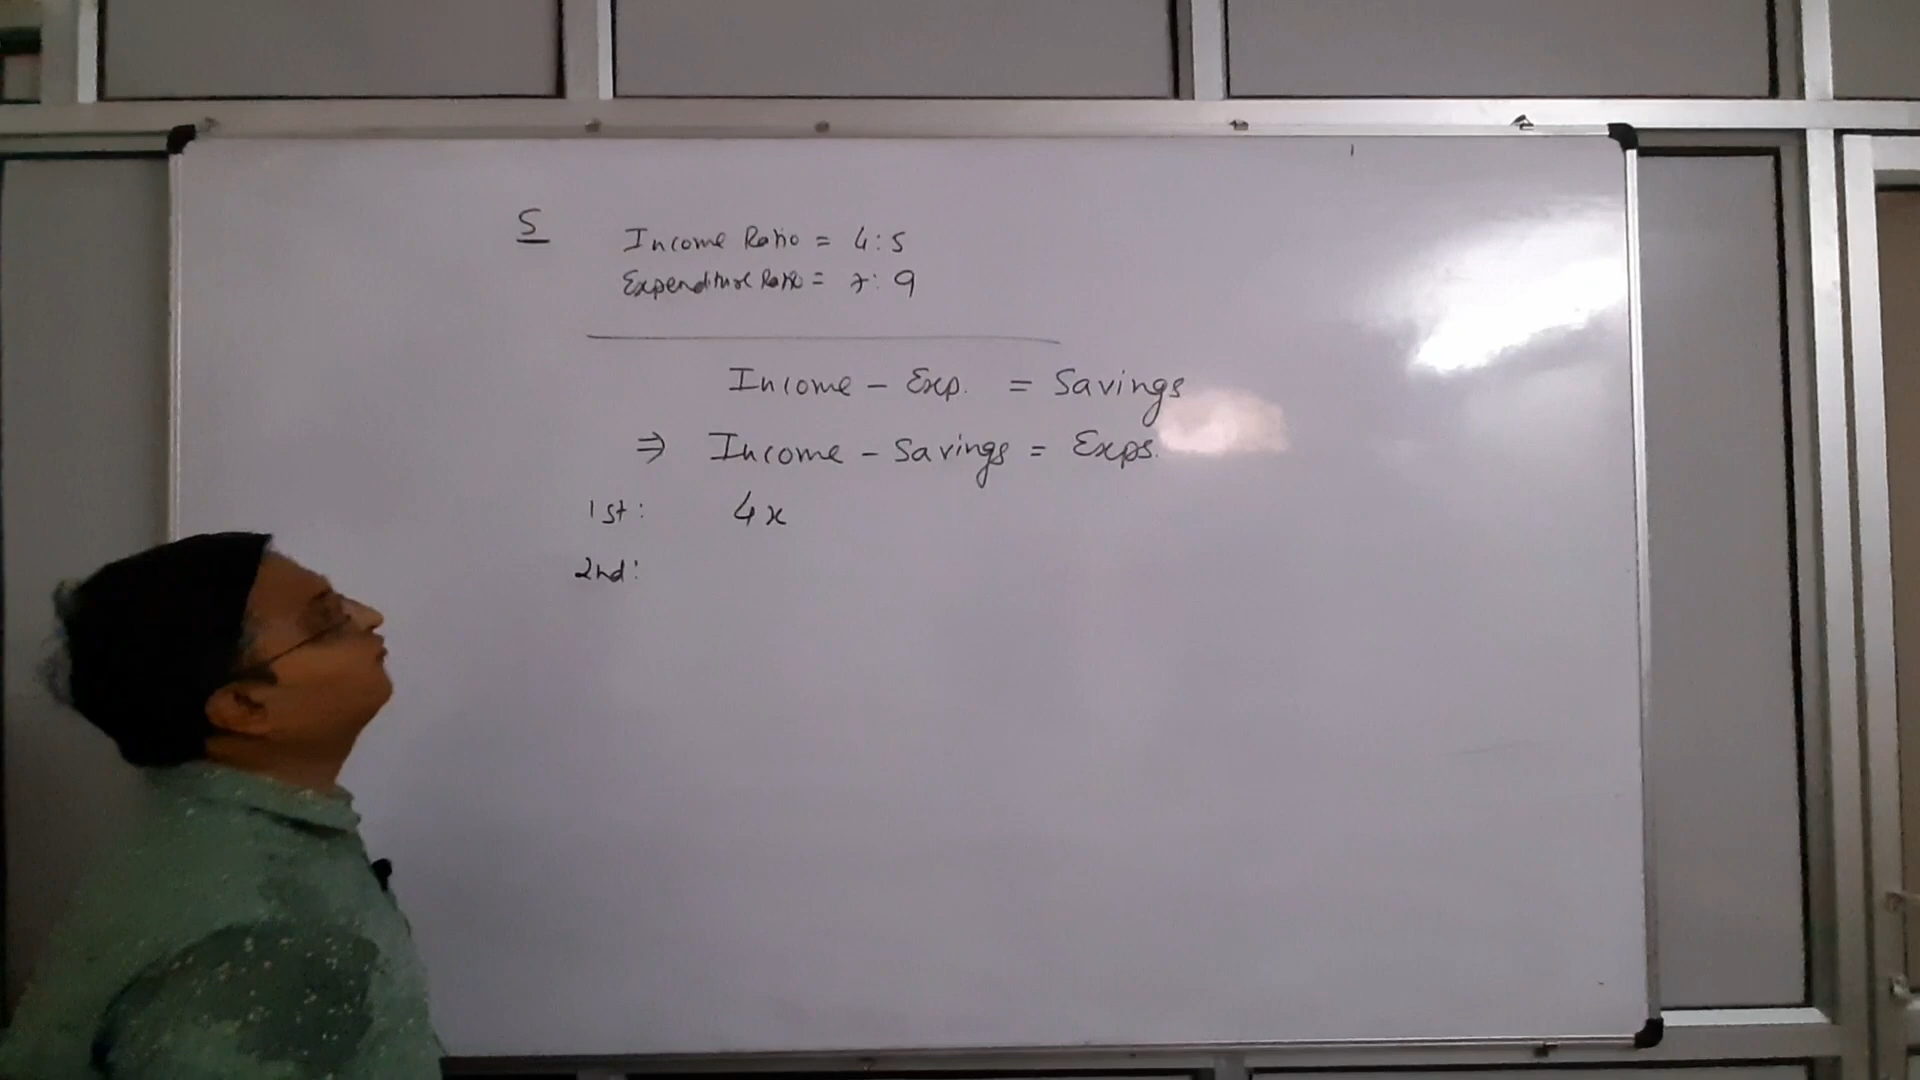 5
Income Ratio = 4:5
Expenditure Ratio = 7:9
Income - Exp. = Savings
⇒ Income - Savings = Exps.
1st: 4x
2nd: